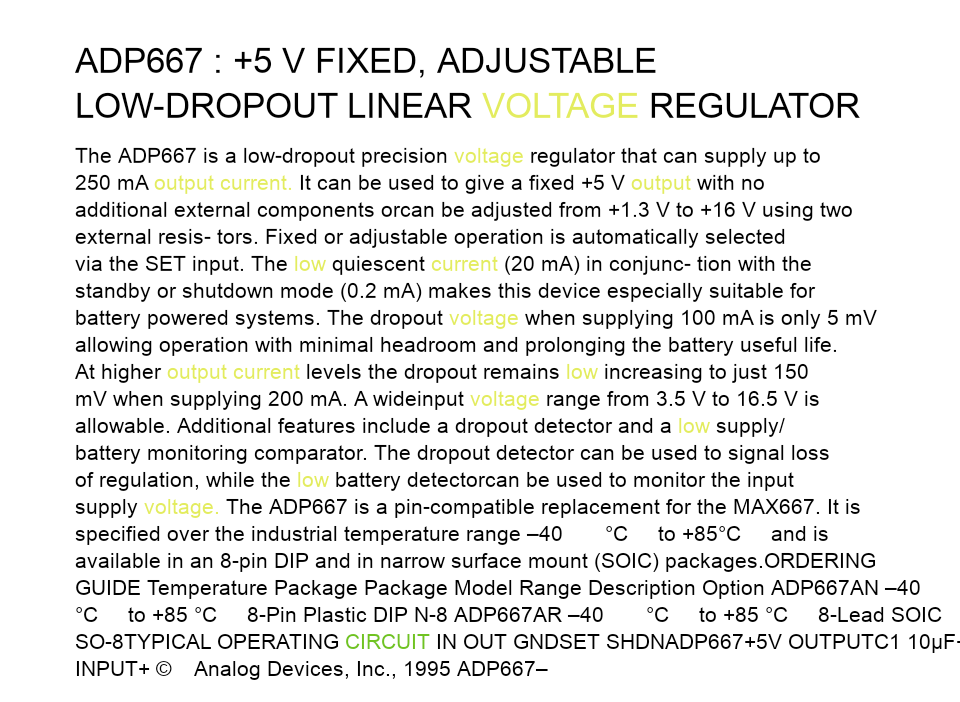 ADP667 : +5 V FIXED, ADJUSTABLE
LOW-DROPOUT LINEAR VOLTAGE REGULATOR
The ADP667 is a low-dropout precision voltage regulator that can supply up to
250 mA output current. It can be used to give a fixed +5 V output with no
additional external components orcan be adjusted from +1.3 V to +16 V using two
external resis- tors. Fixed or adjustable operation is automatically selected
via the SET input. The low quiescent current (20 mA) in conjunc- tion with the
standby or shutdown mode (0.2 mA) makes this device especially suitable for
battery powered systems. The dropout voltage when supplying 100 mA is only 5 mV
allowing operation with minimal headroom and prolonging the battery useful life.
At higher output current levels the dropout remains low increasing to just 150
mV when supplying 200 mA. A wideinput voltage range from 3.5 V to 16.5 V is
allowable. Additional features include a dropout detector and a low supply/
battery monitoring comparator. The dropout detector can be used to signal loss
of regulation, while the low battery detectorcan be used to monitor the input
supply voltage. The ADP667 is a pin-compatible replacement for the MAX667. It is
specified over the industrial temperature range –40 °C to +85°C and is
available in an 8-pin DIP and in narrow surface mount (SOIC) packages.ORDERING
GUIDE Temperature Package Package Model Range Description Option ADP667AN –40
°C to +85 °C 8-Pin Plastic DIP N-8 ADP667AR –40 °C to +85 °C 8-Lead SOIC
SO-8TYPICAL OPERATING CIRCUIT IN OUT GNDSET SHDNADP667+5V OUTPUTC1 10µF+
INPUT+ © Analog Devices, Inc., 1995 ADP667–